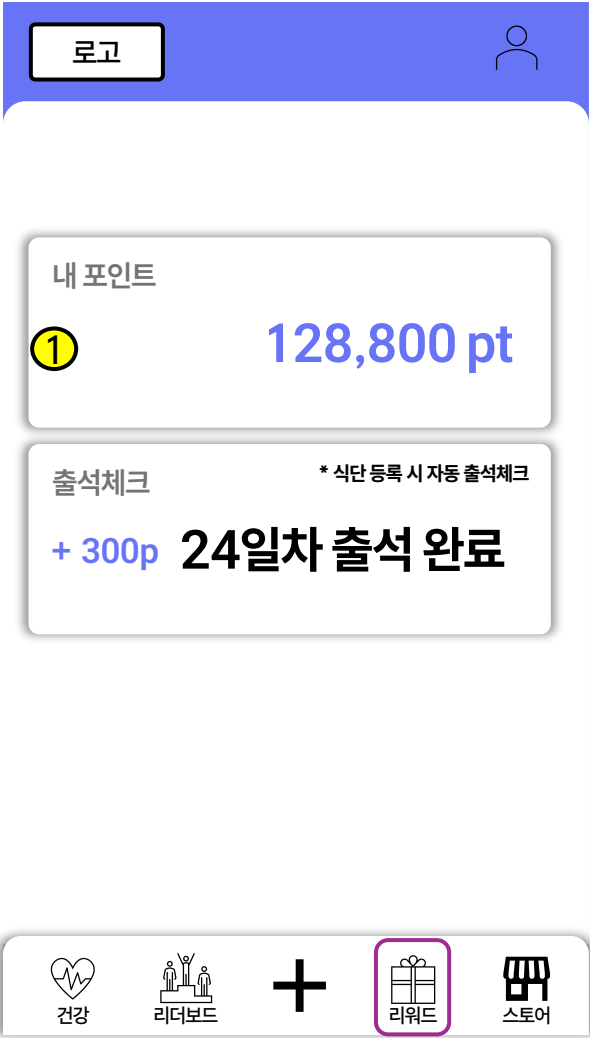 로고
내 포인트
1
128,800 pt
출석체크
* 식단 등록 시 자동 출석체크
+ 300p 24일차 출석 완료
건강
리더보드
리워드
스토어